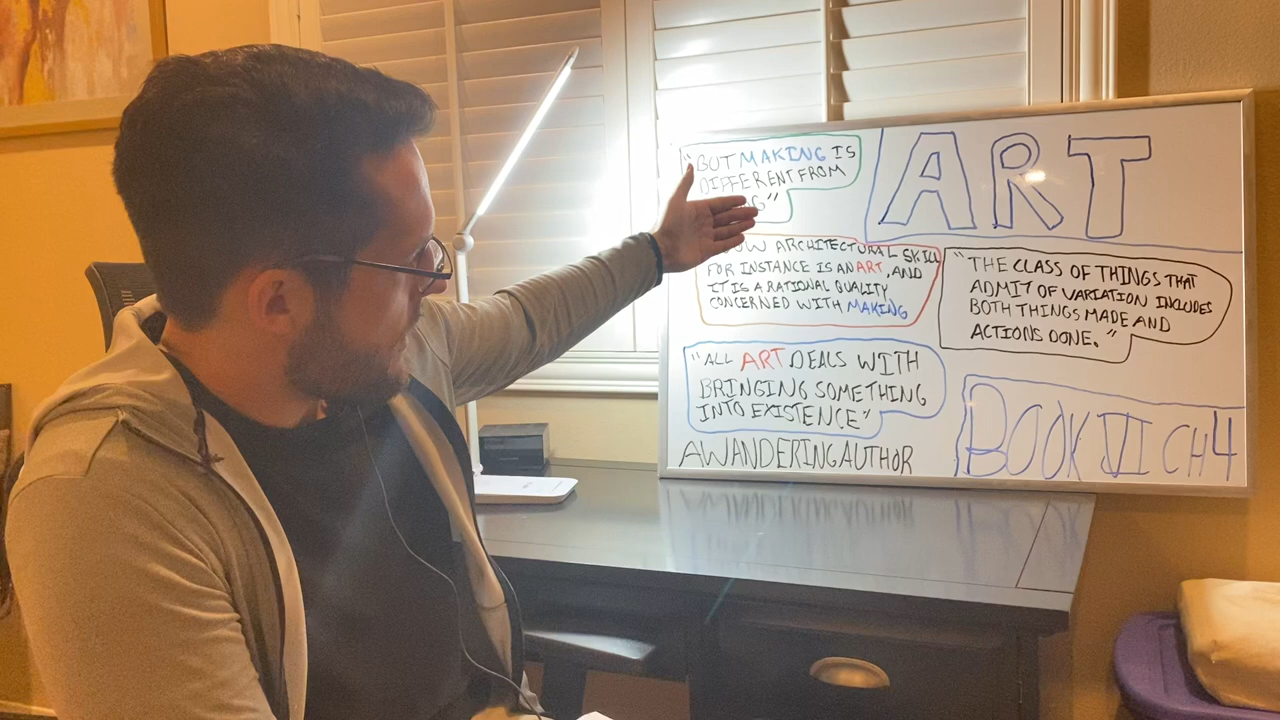 ART
"BUT MAKING IS
DIFFERENT FROM
ARCHITECTURAL SKILL
FOR INSTANCE IS AN ART, AND
IT IS A RATIONAL QUALITY
CONCERNED WITH MAKING
"THE CLASS OF THINGS THAT
ADMIT OF VARIATION INCLUDES
BOTH THINGS MADE AND
ACTIONS DONE."
"ALL ART DEALS WITH
BRINGING SOMETHING
INTO EXISTENCE"
AWANDERINGAUTHOR
BOOK VI CH4